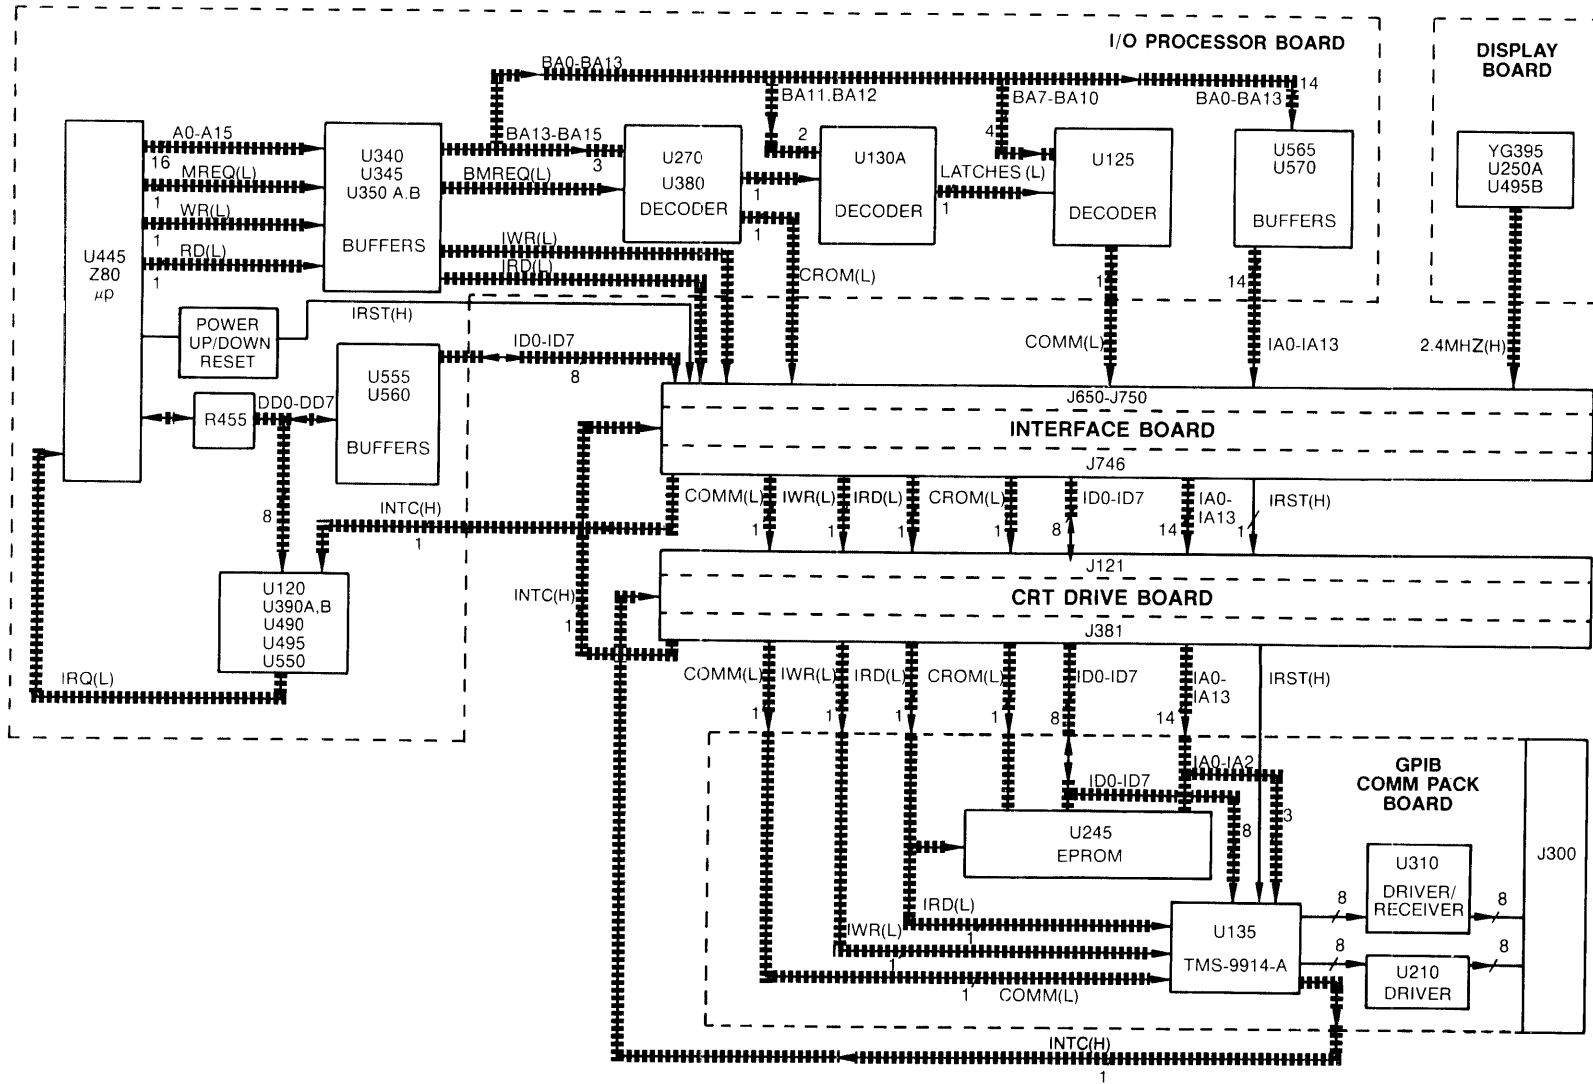 I/O PROCESSOR BOARD
DISPLAY
BOARD
BA0-BA13
BA11.BA12
BA7-BA10
BA0-BA13
14
U445
Z80
µp
A0-A15
16
MREQ(L)
1
WR(L)
1
RD(L)
1
U340
U345
U350 A,B
BUFFERS
BA13-BA15
3
BMREQ(L)
IWR(L)
IRD(L)
U270
U380
DECODER
1
1
CROM(L)
2
U130A
DECODER
LATCHES (L)
1
4
U125
DECODER
1
COMM(L)
U565
U570
BUFFERS
14
IA0-IA13
YG395
U250A
U495B
2.4MHZ(H)
POWER
UP/DOWN
RESET
IRST(H)
R455
DD0-DD7
8
U555
U560
BUFFERS
ID0-ID7
8
INTC(H)
1
U120
U390A,B
U490
U495
U550
IRQ(L)
J650-J750
INTERFACE BOARD
J746
COMM(L)
1
IWR(L)
1
IRD(L)
1
CROM(L)
1
ID0-ID7
8
IA0-
IA13
14
IRST(H)
1
INTC(H)
1
J121
CRT DRIVE BOARD
J381
COMM(L)
1
IWR(L)
1
IRD(L)
1
CROM(L)
1
ID0-ID7
8
IA0-
IA13
14
IRST(H)
GPIB
COMM PACK
BOARD
IA0-IA2
3
ID0-ID7
8
U245
EPROM
IRD(L)
1
IWR(L)
1
COMM(L)
1
U135
TMS-9914-A
8
U310
DRIVER/
RECEIVER
8
8
U210
DRIVER
8
J300
INTC(H)
1